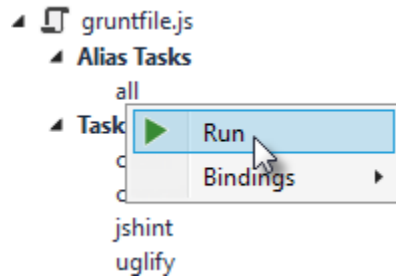 gruntfile.js
Alias Tasks
all
Task
Run
Bindings
jshint
uglify